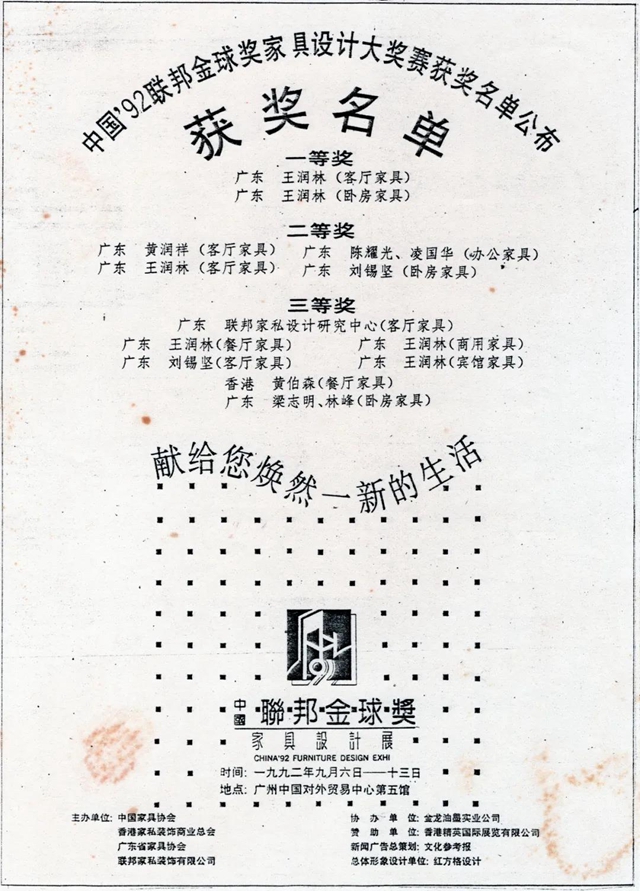 中国'92联邦金球奖家具设计大奖赛获奖名单公布
获奖名单
一等奖
广东 王润林(客厅家具)
广东 王润林(卧房家具)
二等奖
广东 黄润祥(客厅家具) 广东 陈耀光、凌国华(办公家具)
广东 王润林(客厅家具) 广东 刘锡坚(卧房家具)
三等奖
广东 联邦家私设计研究中心(客厅家具)
广东 王润林(餐厅家具) 广东 王润林(商用家具)
广东 刘锡坚(客厅家具) 广东 王润林(宾馆家具)
香港 黄伯森(餐厅家具)
广东 梁志明、林峰(卧房家具)
献给您焕然一新的生活
92
中國 聯·邦·金·球·獎
家具設計展
CHINA'92 FURNITURE DESIGN EXHI
时间: 一九九二年九月六日——十三日
地点: 广州中国对外贸易中心第五馆
主办单位: 中国家具协会 协办单位: 金龙油墨实业公司
香港家私装饰商业总会 赞助单位: 香港精英国际展览有限公司
广东省家具协会 新闻广告总策划: 文化参考报
联邦家私装饰有限公司 总体形象设计单位: 红方格设计